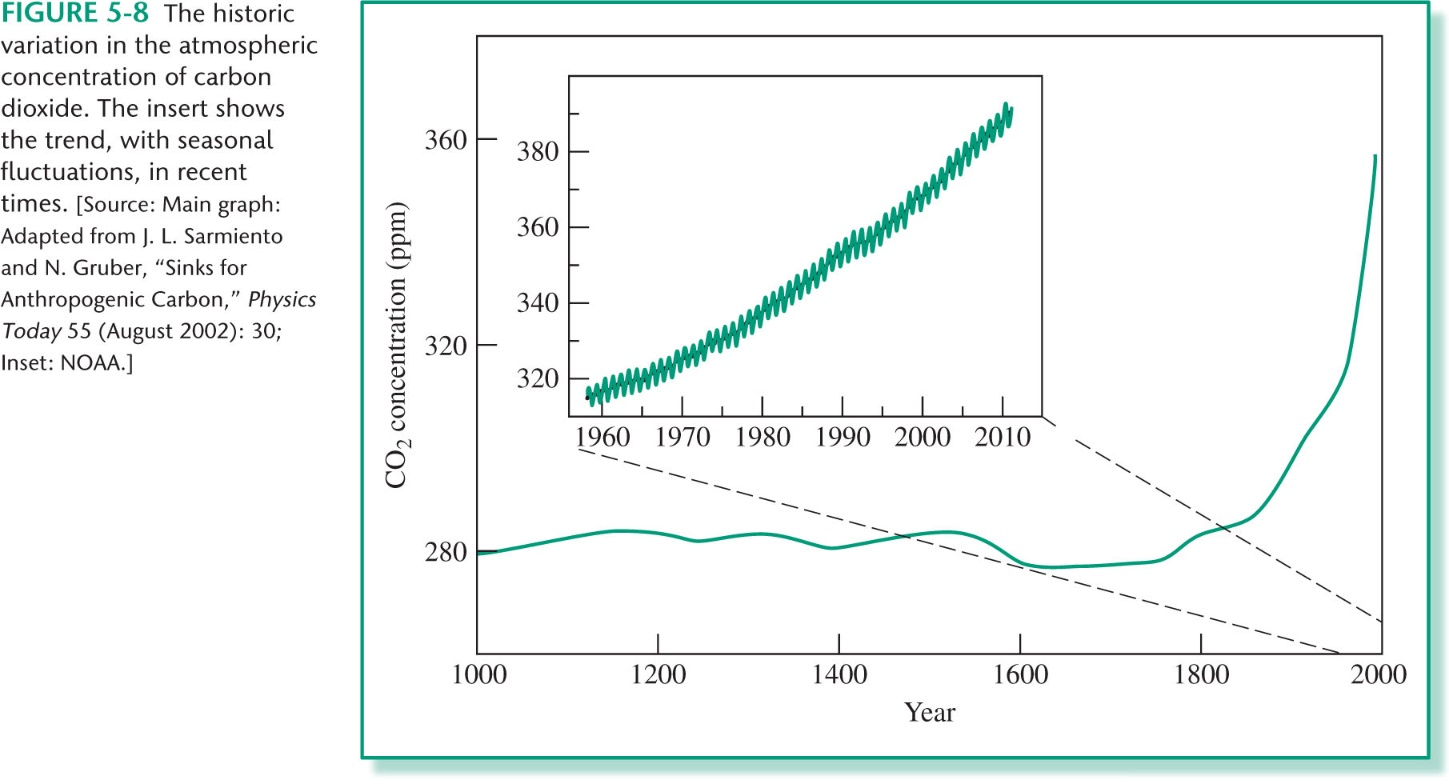 FIGURE 5-8 The historic
variation in the atmospheric
concentration of carbon
dioxide. The insert shows
the trend, with seasonal
fluctuations, in recent
times. [Source: Main graph:
Adapted from J. L. Sarmiento
and N. Gruber, “Sinks for
Anthropogenic Carbon,” Physics
Today 55 (August 2002): 30;
Inset: NOAA.]
CO₂ concentration (ppm)
360
320
280
380
360
340
320
1960 1970 1980 1990 2000 2010
1000 1200 1400 1600 1800 2000
Year